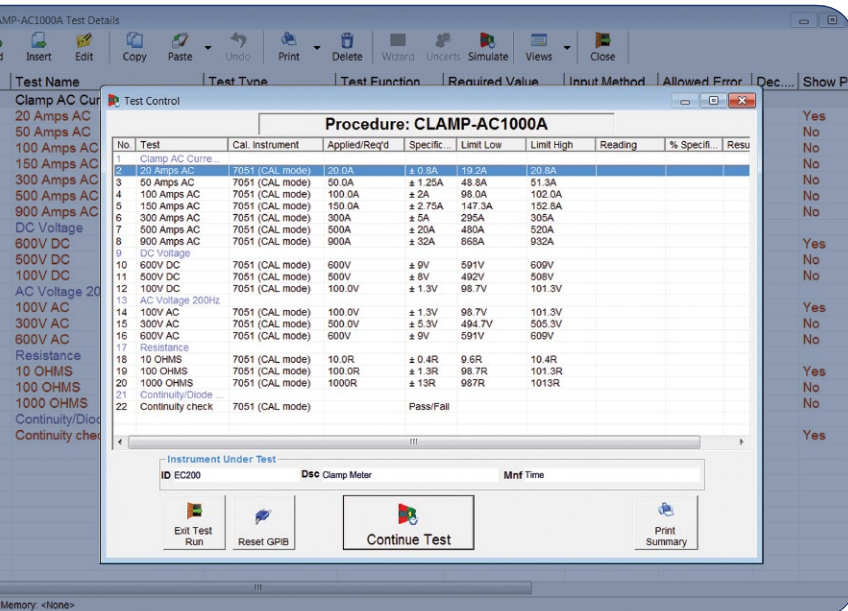 AMP-AC1000A Test Details
Insert Edit Copy Paste Undo Print Delete Wizard Uncerts Simulate Views Close
Test Name Test Type Test Function Required Value Input Method Allowed Error Dec.... Show P
Clamp AC Cur
20 Amps AC Yes
50 Amps AC No
100 Amps AC No
150 Amps AC No
300 Amps AC No
500 Amps AC No
900 Amps AC No
DC Voltage
600V DC Yes
500V DC No
100V DC No
AC Voltage 20
100V AC Yes
300V AC No
600V AC No
Resistance
10 OHMS Yes
100 OHMS No
1000 OHMS No
Continuity/Diod
Continuity chec Yes
Test Control
Procedure: CLAMP-AC1000A
No. Test Cal. Instrument Applied/Req'd Specific... Limit Low Limit High Reading % Specifi... Resu
1 Clamp AC Curre...
2 20 Amps AC 7051 (CAL mode) 20.0A ± 0.8A 19.2A 20.8A
3 50 Amps AC 7051 (CAL mode) 50.0A ± 1.25A 48.8A 51.3A
4 100 Amps AC 7051 (CAL mode) 100.0A ± 2A 98.0A 102.0A
5 150 Amps AC 7051 (CAL mode) 150.0A ± 2.75A 147.3A 152.8A
6 300 Amps AC 7051 (CAL mode) 300A ± 5A 295A 305A
7 500 Amps AC 7051 (CAL mode) 500A ± 20A 480A 520A
8 900 Amps AC 7051 (CAL mode) 900A ± 32A 868A 932A
9 DC Voltage
10 600V DC 7051 (CAL mode) 600V ± 9V 591V 609V
11 500V DC 7051 (CAL mode) 500V ± 8V 492V 508V
12 100V DC 7051 (CAL mode) 100.0V ± 1.3V 98.7V 101.3V
13 AC Voltage 200Hz
14 100V AC 7051 (CAL mode) 100.0V ± 1.3V 98.7V 101.3V
15 300V AC 7051 (CAL mode) 500.0V ± 5.3V 494.7V 505.3V
16 600V AC 7051 (CAL mode) 600V ± 9V 591V 609V
17 Resistance
18 10 OHMS 7051 (CAL mode) 10.0R ± 0.4R 9.6R 10.4R
19 100 OHMS 7051 (CAL mode) 100.0R ± 1.3R 98.7R 101.3R
20 1000 OHMS 7051 (CAL mode) 1000R ± 13R 987R 1013R
21 Continuity/Diode ...
22 Continuity check 7051 (CAL mode) Pass/Fail
Instrument Under Test
ID EC200 Dsc Clamp Meter Mnf Time
Exit Test Run
Reset GPIB
Continue Test
Print Summary
Memory: <None>